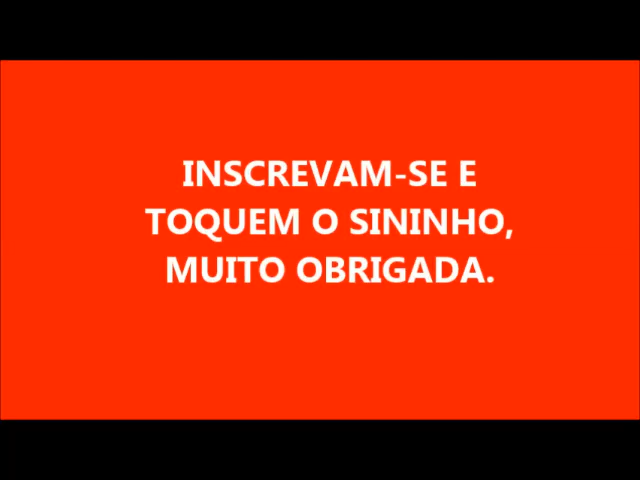 INSCREVAM-SE E
TOQUEM O SININHO,
MUITO OBRIGADA.